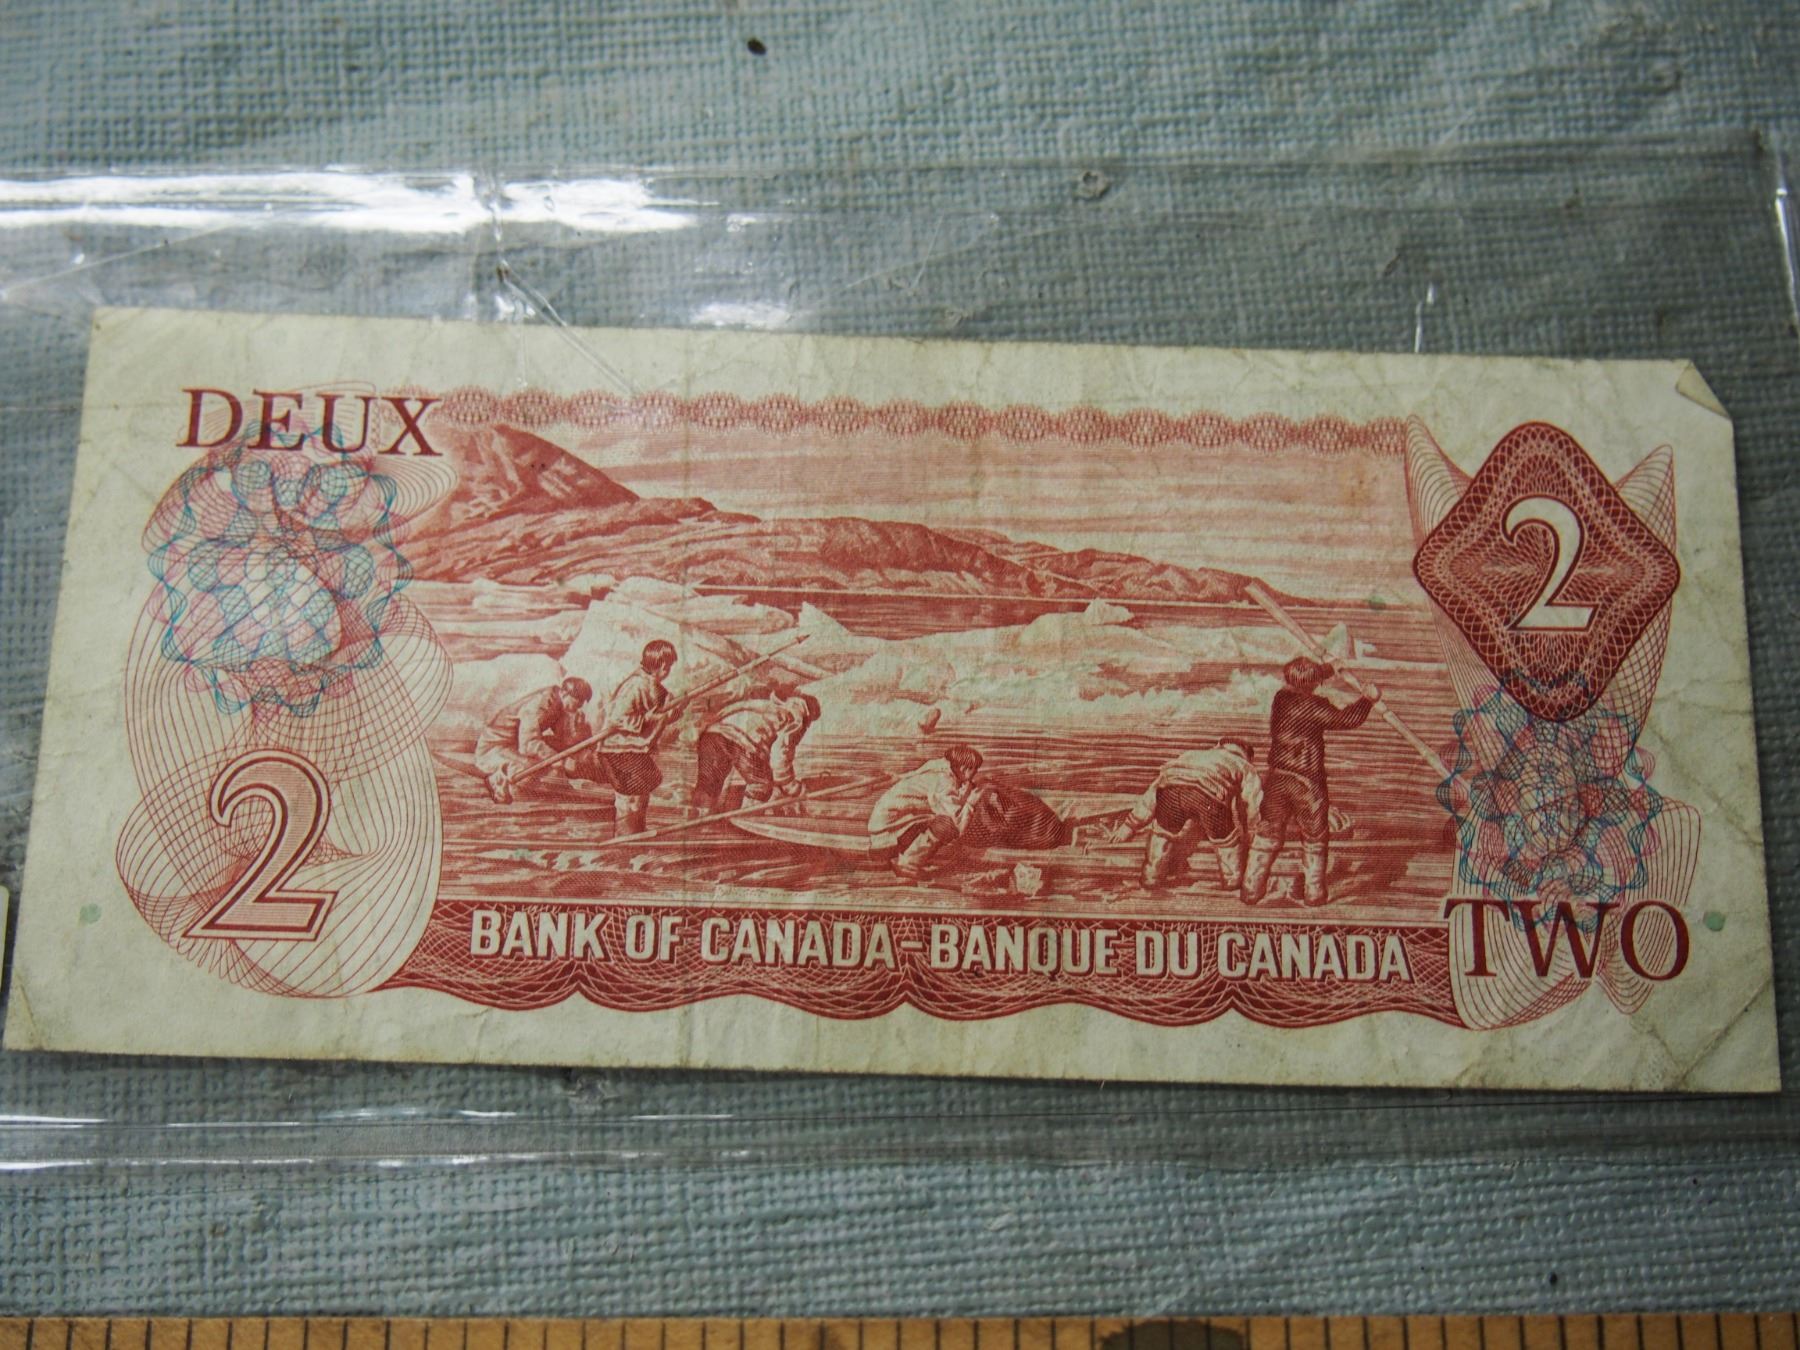 DEUX
2
2
BANK OF CANADA-BANQUE DU CANADA
TWO